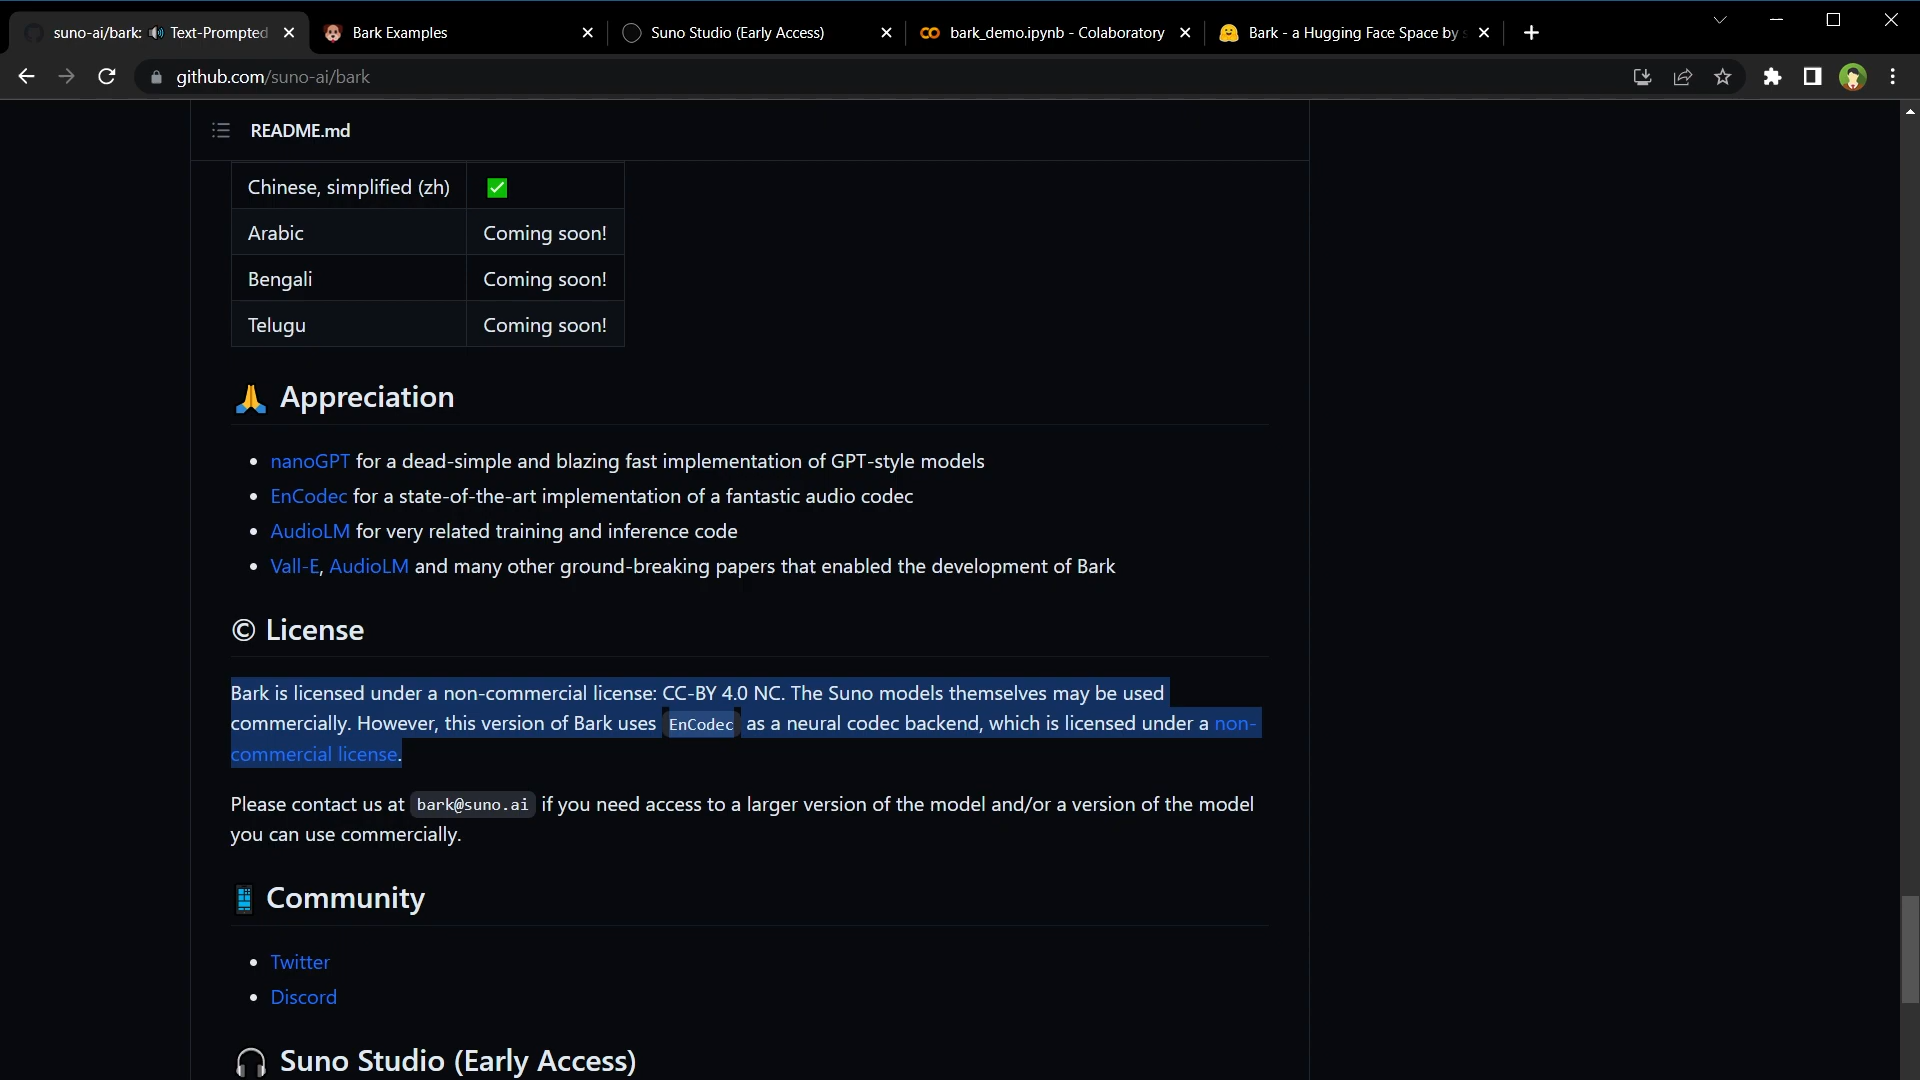 suno-ai/bark: 🔊 Text-Prompted
Bark Examples
Suno Studio (Early Access)
bark_demo.ipynb - Colaboratory
Bark - a Hugging Face Space by
github.com/suno-ai/bark
README.md
Chinese, simplified (zh) ✅
Arabic Coming soon!
Bengali Coming soon!
Telugu Coming soon!
🙏 Appreciation
• nanoGPT for a dead-simple and blazing fast implementation of GPT-style models
• EnCodec for a state-of-the-art implementation of a fantastic audio codec
• AudioLM for very related training and inference code
• Vall-E, AudioLM and many other ground-breaking papers that enabled the development of Bark
© License
Bark is licensed under a non-commercial license: CC-BY 4.0 NC. The Suno models themselves may be used
commercially. However, this version of Bark uses EnCodec as a neural codec backend, which is licensed under a non-
commercial license.
Please contact us at bark@suno.ai if you need access to a larger version of the model and/or a version of the model
you can use commercially.
📱 Community
• Twitter
• Discord
🎧 Suno Studio (Early Access)